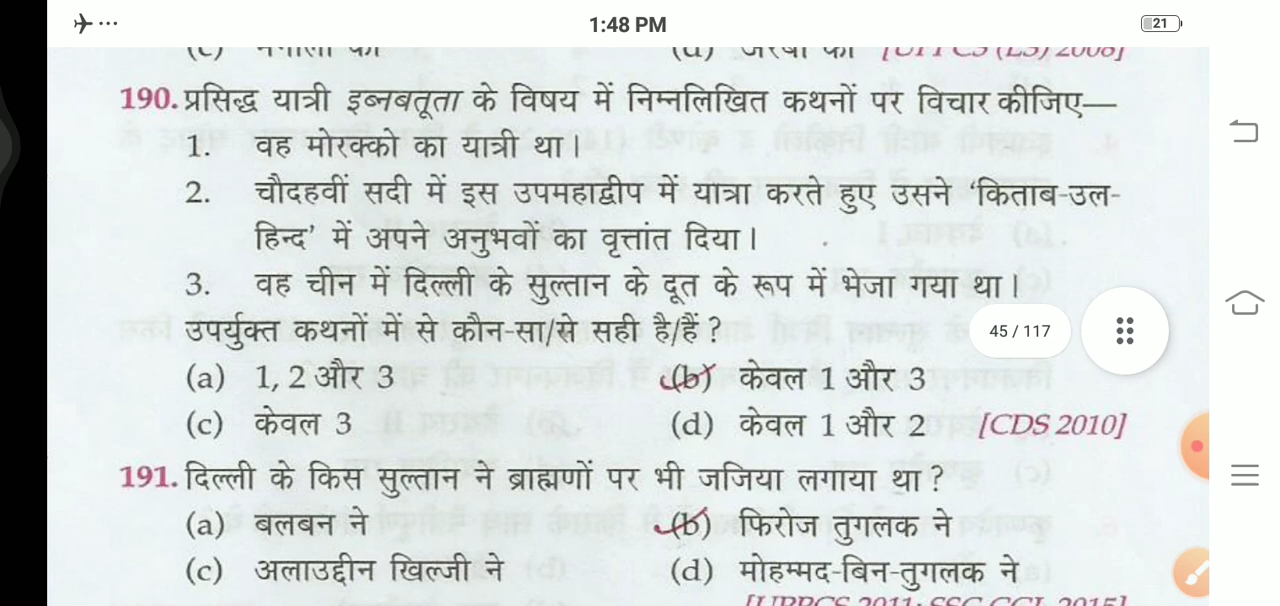 1:48 PM
21
190. प्रसिद्ध यात्री इब्नबतूता के विषय में निम्नलिखित कथनों पर विचार कीजिए—
1. वह मोरक्को का यात्री था।
2. चौदहवीं सदी में इस उपमहाद्वीप में यात्रा करते हुए उसने ‘किताब-उल-
हिन्द’ में अपने अनुभवों का वृत्तांत दिया।
3. वह चीन में दिल्ली के सुल्तान के दूत के रूप में भेजा गया था।
उपर्युक्त कथनों में से कौन-सा/से सही है/हैं ?
45 / 117
(a) 1, 2 और 3 (b) केवल 1 और 3
(c) केवल 3 (d) केवल 1 और 2 [CDS 2010]
191. दिल्ली के किस सुल्तान ने ब्राह्मणों पर भी जजिया लगाया था ?
(a) बलबन ने (b) फिरोज तुगलक ने
(c) अलाउद्दीन खिल्जी ने (d) मोहम्मद-बिन-तुगलक ने